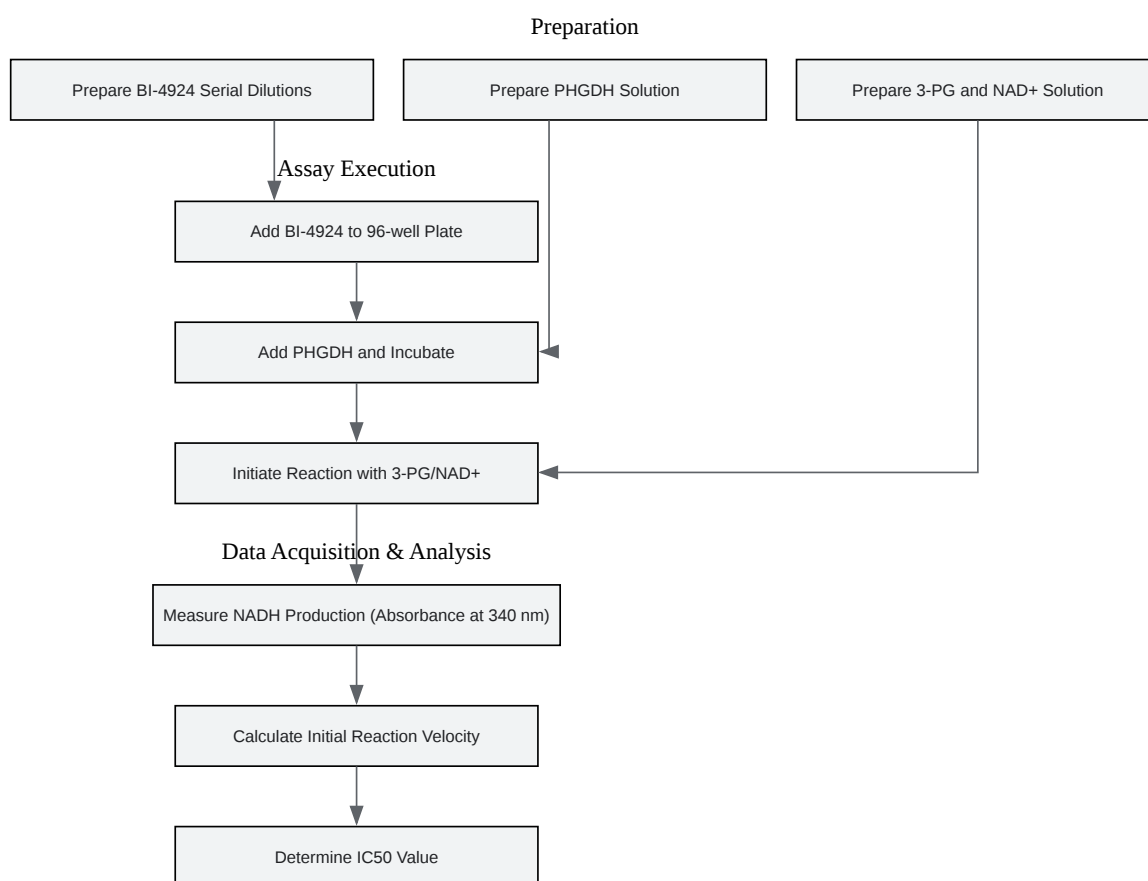 Preparation
Prepare BI-4924 Serial Dilutions
Prepare PHGDH Solution
Prepare 3-PG and NAD+ Solution
Assay Execution
Add BI-4924 to 96-well Plate
Add PHGDH and Incubate
Initiate Reaction with 3-PG/NAD+
Data Acquisition & Analysis
Measure NADH Production (Absorbance at 340 nm)
Calculate Initial Reaction Velocity
Determine IC50 Value